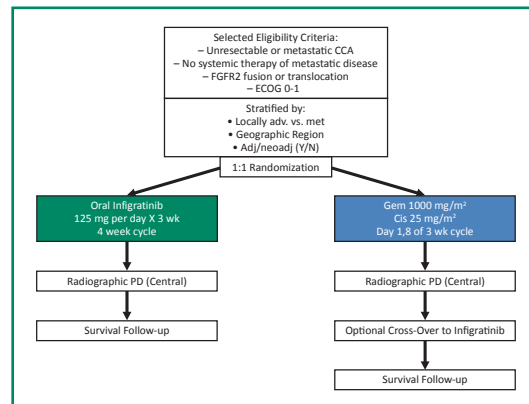 Selected Eligibility Criteria:
– Unresectable or metastatic CCA
– No systemic therapy of metastatic disease
– FGFR2 fusion or translocation
– ECOG 0-1
Stratified by:
• Locally adv. vs. met
• Geographic Region
• Adj/neoadj (Y/N)
1:1 Randomization
Oral Infigratinib
125 mg per day X 3 wk
4 week cycle
Gem 1000 mg/m²
Cis 25 mg/m²
Day 1,8 of 3 wk cycle
Radiographic PD (Central)
Radiographic PD (Central)
Survival Follow-up
Optional Cross-Over to Infigratinib
Survival Follow-up